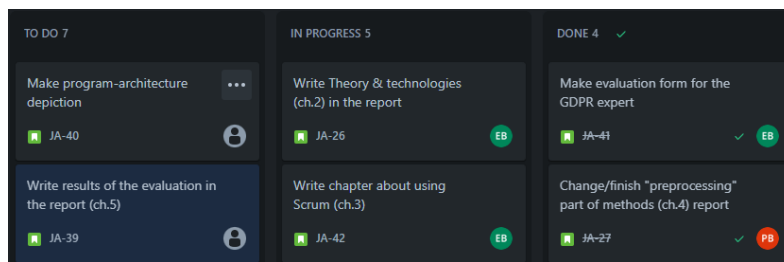 TO DO 7
Make program-architecture
depiction
JA-40
Write results of the evaluation in
the report (ch.5)
JA-39
IN PROGRESS 5
Write Theory & technologies
(ch.2) in the report
JA-26
EB
Write chapter about using
Scrum (ch.3)
JA-42
EB
DONE 4
Make evaluation form for the
GDPR expert
JA-41
EB
Change/finish "preprocessing"
part of methods (ch.4) report
JA-27
PB